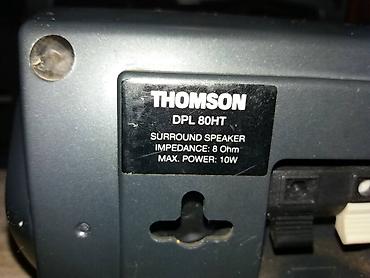 THOMSON
DPL 80HT
SURROUND SPEAKER
IMPEDANCE: 8 Ohm
MAX. POWER: 10W